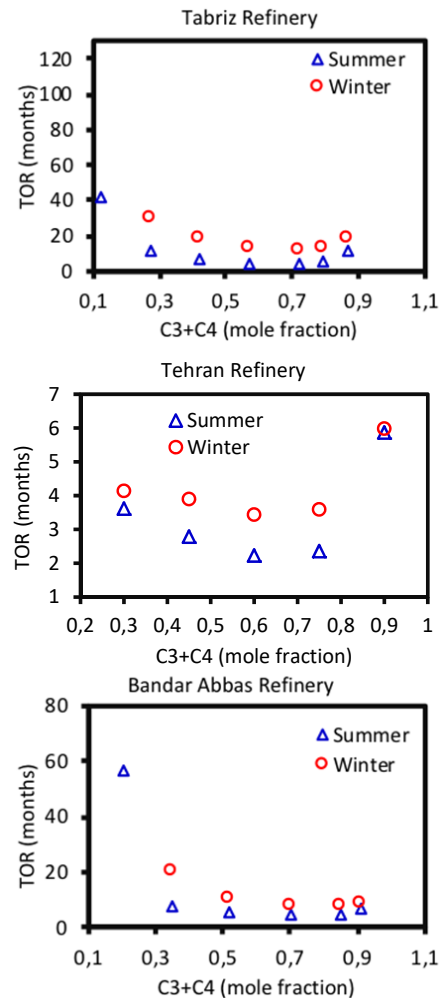 Tabriz Refinery
TOR (months)
120
100
80
60
40
20
0
Summer
Winter
0,1 0,3 0,5 0,7 0,9 1,1
C3+C4 (mole fraction)
Tehran Refinery
TOR (months)
7
6
5
4
3
2
1
Summer
Winter
0,2 0,3 0,4 0,5 0,6 0,7 0,8 0,9 1
C3+C4 (mole fraction)
Bandar Abbas Refinery
TOR (months)
80
60
40
20
0
Summer
Winter
0,1 0,3 0,5 0,7 0,9 1,1
C3+C4 (mole fraction)